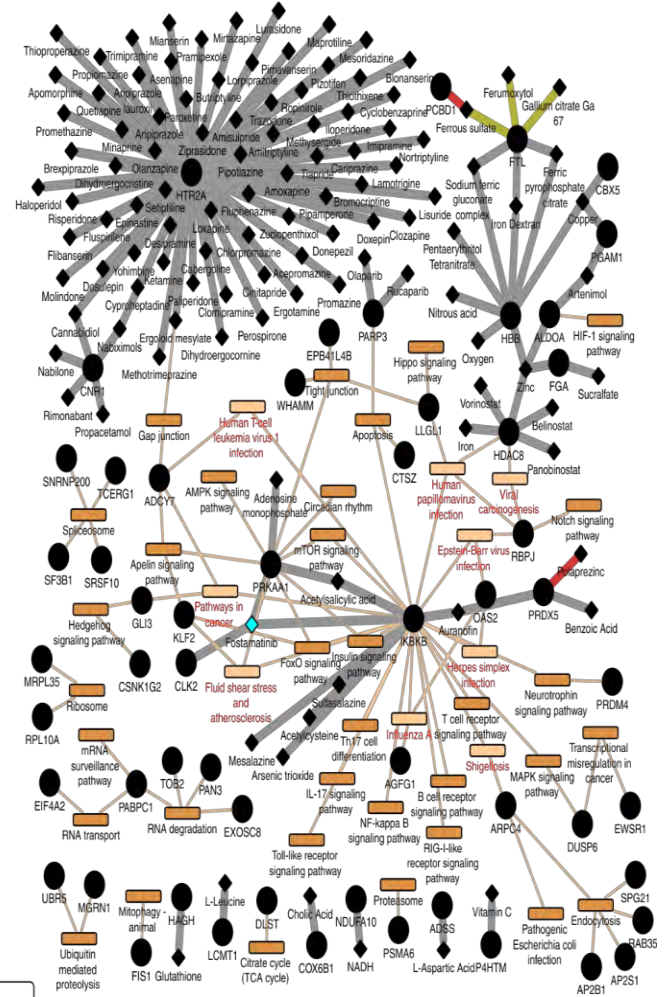 Lurasidone
Mianserin
Mirtazapine
Maprotiline
Thioproperazine
Trimipramine
Pramipexole
Mesoridazine
Pimavanserin
Propiomazine
Asenapine
Lorpiprazole
Pizotifen
Blonanserin
Apomorphine
Aripiprazole
lauroxil
Butriptyline
Thiothixene
Ropinirole
Quetiapine
Paroxetine
Trazodone
Cyclobenzaprine
Promethazine
Aripiprazole
Amisulpride
Iloperidone
Methysergide
Minaprine
Ziprasidone
Amitriptyline
Imipramine
Nortriptyline
Brexpiprazole
Olanzapine
Pipotiazine
Tiapride
Cariprazine
Dihydroergocristine
HTR2A
Amoxapine
Lamotrigine
Haloperidol
Setiptiline
Bromocriptine
Risperidone
Epinastine
Fluphenazine
Pipamperone
Lisuride
Fluspirilene
Loxapine
Zuclopenthixol
Desipramine
Doxepin
Clozapine
Flibanserin
Yohimbine
Chlorpromazine
Donepezil
Ketamine
Cabergoline
Acepromazine
Olaparib
Molindone
Dosulepin
Paliperidone
Cinitapride
Rucaparib
Cyproheptadine
Clomipramine
Ergotamine
Promazine
Cannabidiol
Nabiximols
Ergoloid mesylate
Perospirone
PARP3
Dihydroergocornine
Nabilone
CNR1
Methotrimeprazine
Rimonabant
Propacetamol
PCBD1
Ferumoxytol
Gallium citrate Ga
67
Ferrous sulfate
FTL
Sodium ferric
gluconate
complex
Ferric
pyrophosphate
citrate
CBX5
Iron Dextran
Copper
Pentaerythritol
Tetranitrate
PGAM1
Artenimol
Nitrous acid
HBB
ALDOA
HIF-1 signaling
pathway
Oxygen
Zinc
FGA
Sucralfate
Vorinostat
Belinostat
Iron
HDAC8
Panobinostat
EPB41L4B
Hippo signaling
pathway
WHAMM
Tight junction
LLGL1
Gap junction
Human T-cell
leukemia virus 1
infection
Apoptosis
CTSZ
Human
papillomavirus
infection
Viral
carcinogenesis
SNRNP200
TCERG1
ADCY7
AMPK signaling
pathway
Adenosine
monophosphate
Circadian rhythm
Notch signaling
pathway
Spliceosome
RBPJ
SF3B1
SRSF10
Apelin signaling
pathway
mTOR signaling
pathway
Epstein-Barr virus
infection
PRKAA1
Polaprezinc
Acetylsalicylic acid
GLI3
Pathways in
cancer
OAS2
PRDX5
Hedgehog
signaling pathway
KLF2
Fostamatinib
IKBKB
Auranofin
Benzoic Acid
FoxO signaling
pathway
Insulin signaling
pathway
MRPL35
CSNK1G2
CLK2
Fluid shear stress
and
atherosclerosis
Herpes simplex
infection
Neurotrophin
signaling pathway
PRDM4
Ribosome
Sulfasalazine
RPL10A
Acetylcysteine
Th17 cell
differentiation
Influenza A
T cell receptor
signaling pathway
mRNA
surveillance
pathway
Mesalazine
Arsenic trioxide
Shigellosis
Transcriptional
misregulation in
cancer
TOB2
PAN3
IL-17 signaling
pathway
AGFG1
B cell receptor
signaling pathway
MAPK signaling
pathway
EIF4A2
PABPC1
EXOSC8
NF-kappa B
signaling pathway
ARPC4
EWSR1
RNA transport
RNA degradation
Toll-like receptor
signaling pathway
RIG-I-like
receptor signaling
pathway
DUSP6
UBR5
MGRN1
Mitophagy -
animal
HAGH
L-Leucine
DLST
Cholic Acid
NDUFA10
Proteasome
ADSS
Vitamin C
SPG21
Endocytosis
RAB35
Ubiquitin
mediated
proteolysis
FIS1
Glutathione
LCMT1
Citrate cycle
(TCA cycle)
COX6B1
NADH
PSMA6
L-Aspartic Acid
P4HTM
Pathogenic
Escherichia coli
infection
AP2B1
AP2S1